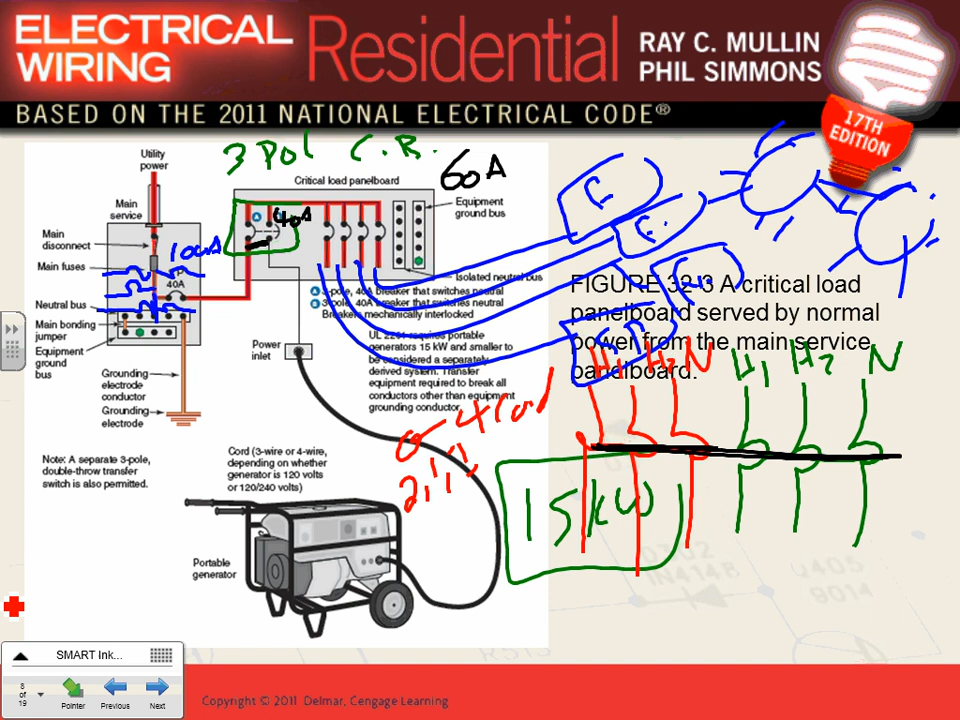 ELECTRICAL
WIRING
Residential
RAY C. MULLIN
PHIL SIMMONS
BASED ON THE 2011 NATIONAL ELECTRICAL CODE®
17TH
EDITION
3 Pol C.B.
60A
Utility
power
Main
service
Main
disconnect
Main fuses
100A
40A
Neutral bus
Main bonding
jumper
Equipment
ground
bus
Grounding
electrode
conductor
Grounding
electrode
Critical load panelboard
A
B
40A
Equipment
ground bus
Isolated neutral bus
A 3-pole, 40A breaker that switches neutral
B 3-pole, 40A breaker that switches neutral
Breakers mechanically interlocked
Power
inlet
UL 2201 requires portable
generators 15 kW and smaller to
be considered a separately
derived system. Transfer
equipment required to break all
conductors other than equipment
grounding conductor.
Cord (3-wire or 4-wire,
depending on whether
generator is 120 volts
or 120/240 volts)
Note: A separate 3-pole,
double-throw transfer
switch is also permitted.
Portable
generator
FIGURE 32-3 A critical load
panelboard served by normal
power from the main service
panelboard.
H1 H2 N
H1 H2 N
15kW
SMART Ink...
8
of
19
Pointer
Previous
Next
Copyright © 2011 Delmar, Cengage Learning